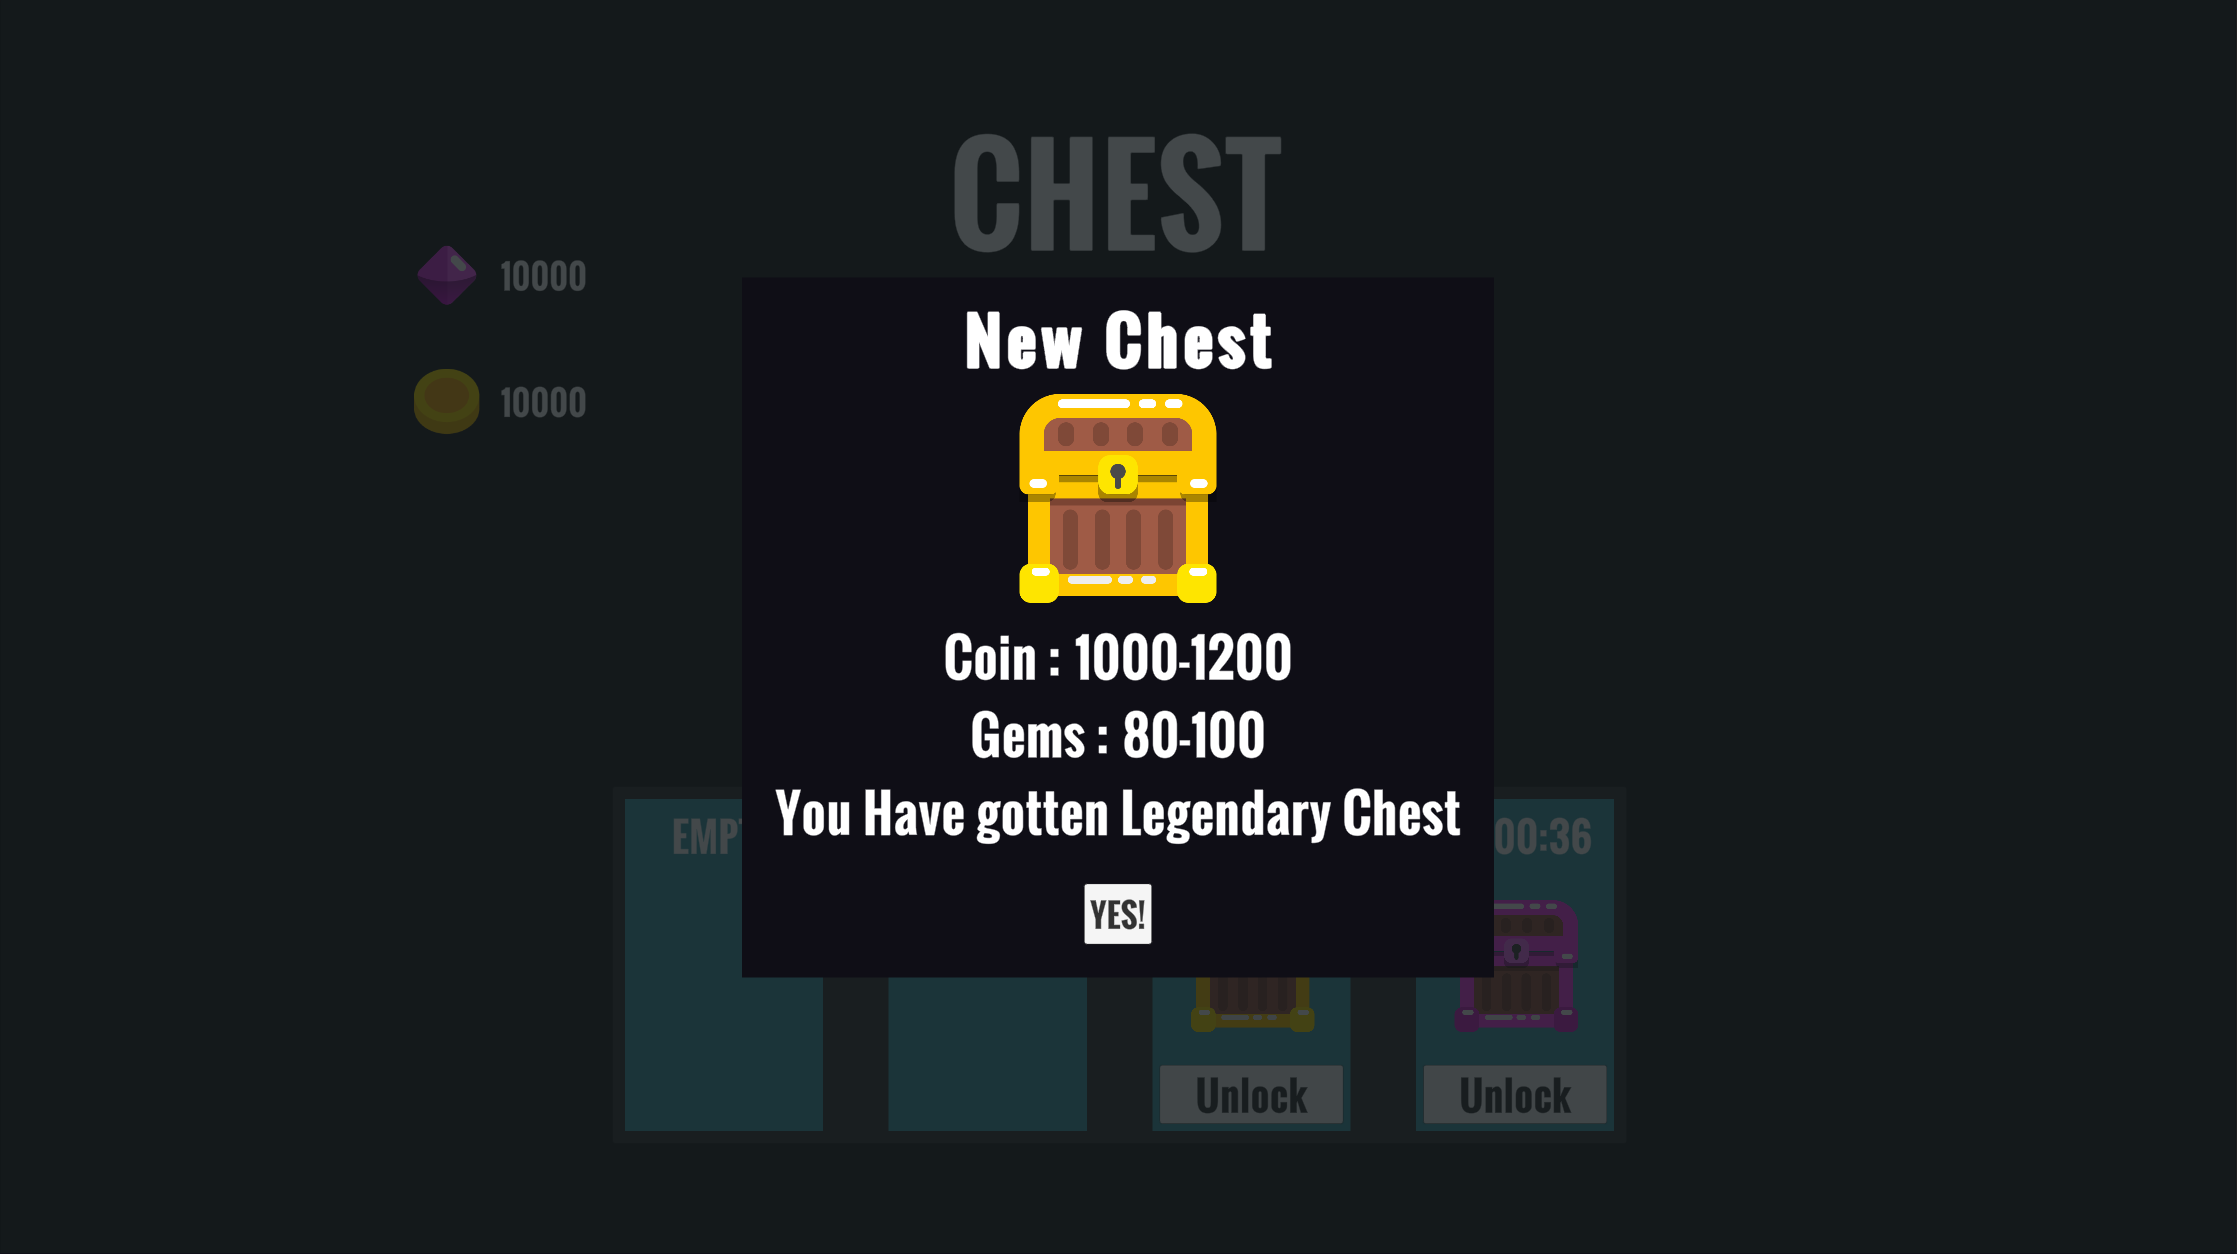 CHEST
10000
10000
New Chest
Coin : 1000-1200
Gems : 80-100
You Have gotten Legendary Chest
YES!
00:36
Unlock
Unlock